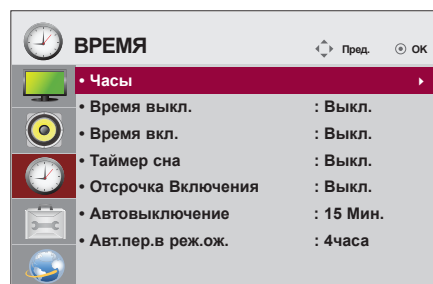 ВРЕМЯ Пред. ОК
• Часы
• Время выкл. : Выкл.
• Время вкл. : Выкл.
• Таймер сна : Выкл.
• Отсрочка Включения : Выкл.
• Автовыключение : 15 Мин.
• Авт.пер.в реж.ож. : 4часа